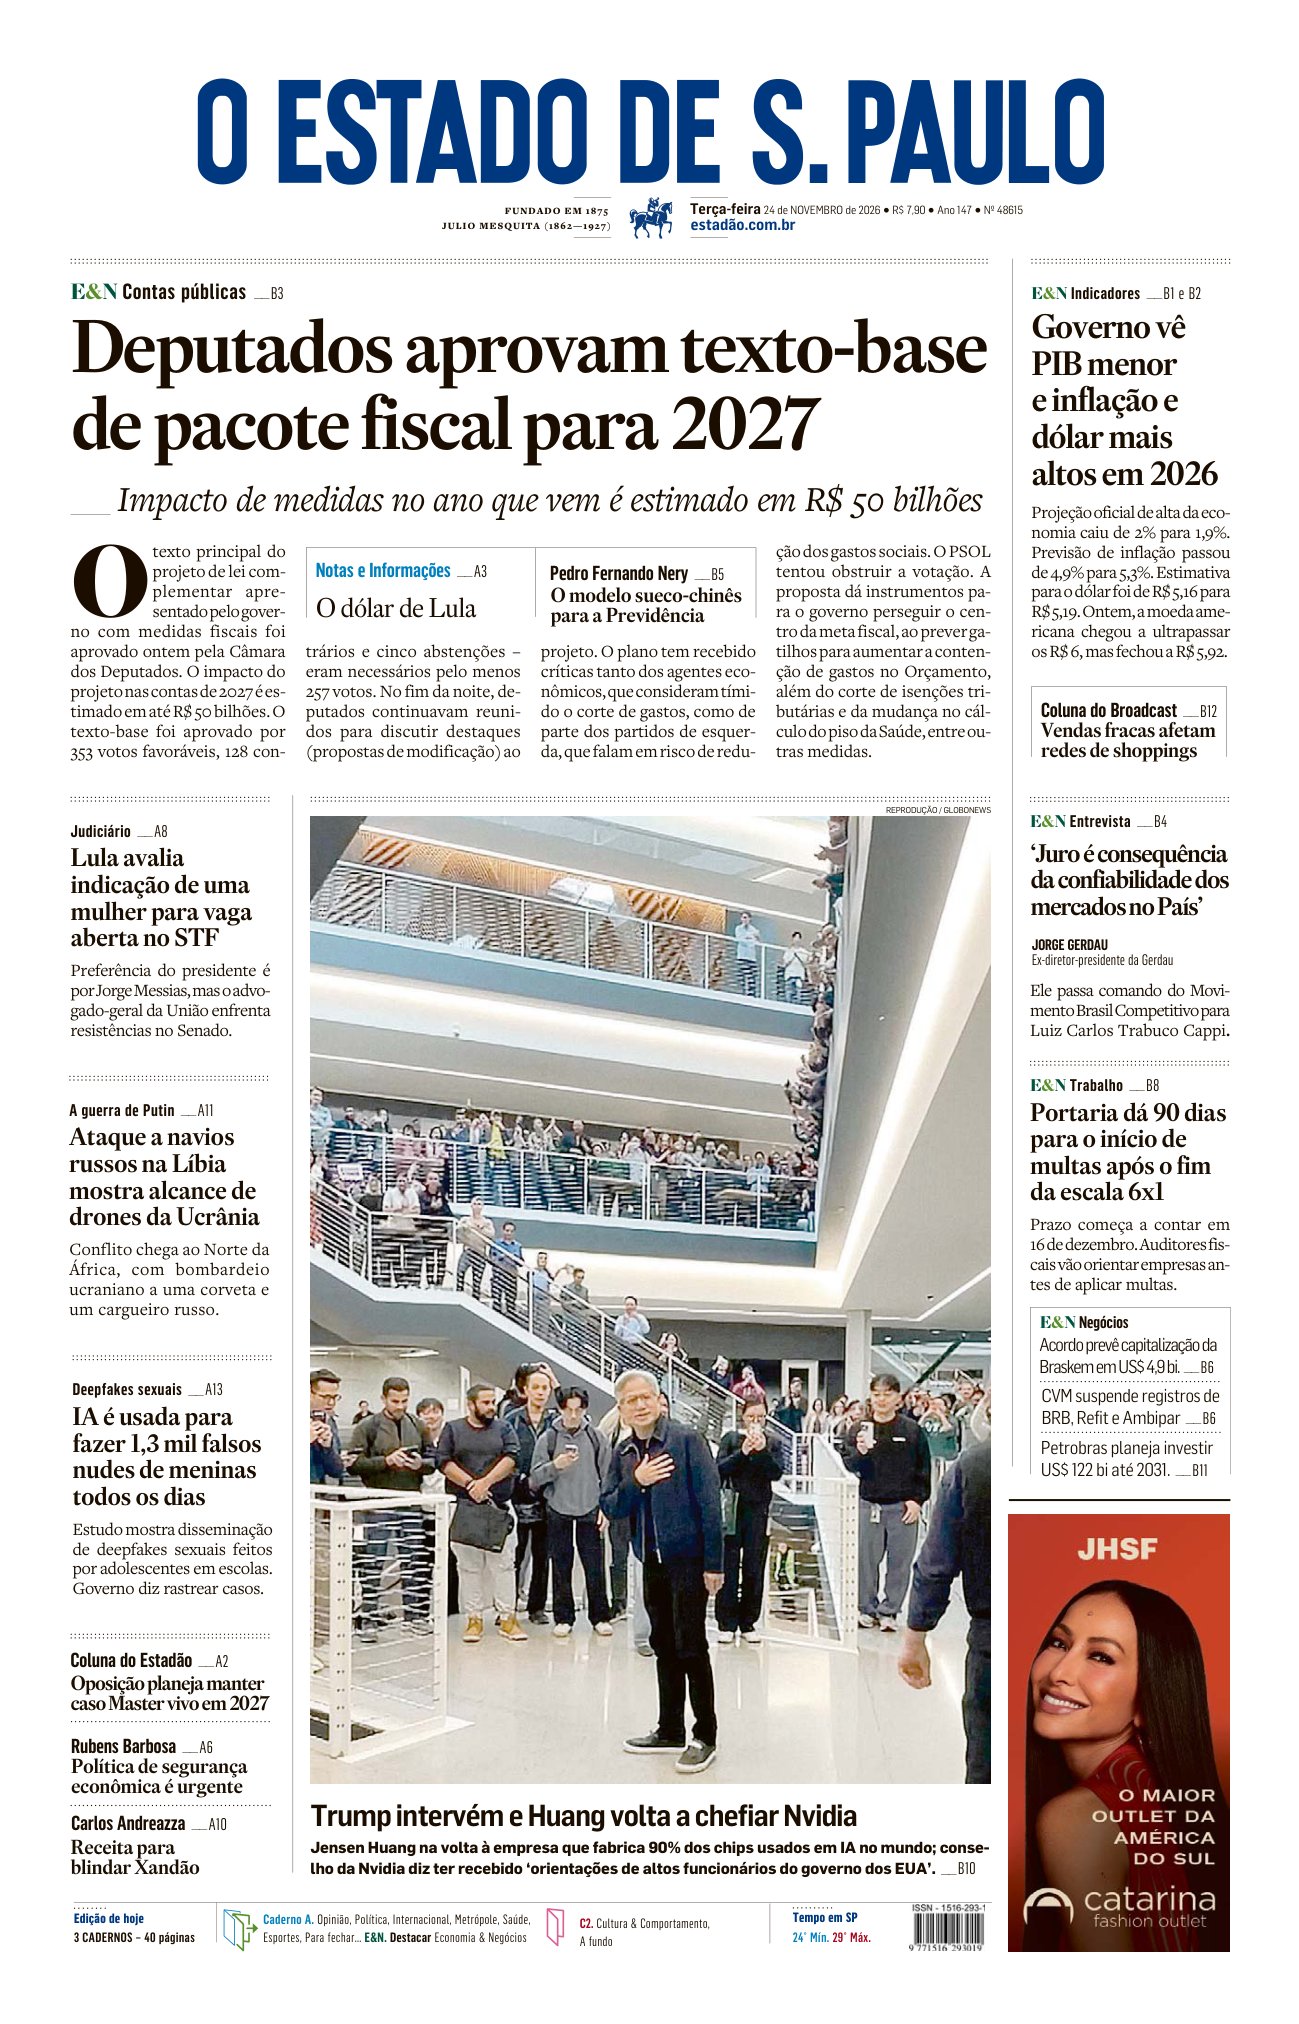 O ESTADO DE S. PAULO
FUNDADO EM 1875
JULIO MESQUITA (1862—1927)
Terça-feira 24 de NOVEMBRO de 2026 ● R$ 7,90 ● Ano 147 ● Nº 48615
estadão.com.br
E&N Contas públicas __B3
Deputados aprovam texto-base
de pacote fiscal para 2027
Impacto de medidas no ano que vem é estimado em R$ 50 bilhões
O texto principal do
projeto de lei com-
plementar apre-
sentado pelo gover-
no com medidas fiscais foi
aprovado ontem pela Câmara
dos Deputados. O impacto do
projeto nas contas de 2027 é es-
timado em até R$ 50 bilhões. O
texto-base foi aprovado por
353 votos favoráveis, 128 con-
Notas e Informações __A3
O dólar de Lula
trários e cinco abstenções –
eram necessários pelo menos
257 votos. No fim da noite, de-
putados continuavam reuni-
dos para discutir destaques
(propostas de modificação) ao
Pedro Fernando Nery __B5
O modelo sueco-chinês
para a Previdência
projeto. O plano tem recebido
críticas tanto dos agentes eco-
nômicos, que consideram tími-
do o corte de gastos, como de
parte dos partidos de esquer-
da, que falam em risco de redu-
ção dos gastos sociais. O PSOL
tentou obstruir a votação. A
proposta dá instrumentos pa-
ra o governo perseguir o cen-
tro da meta fiscal, ao prever ga-
tilhos para aumentar a conten-
ção de gastos no Orçamento,
além do corte de isenções tri-
butárias e da mudança no cál-
culo do piso da Saúde, entre ou-
tras medidas.
E&N Indicadores __B1 e B2
Governo vê
PIB menor
e inflação e
dólar mais
altos em 2026
Projeção oficial de alta da eco-
nomia caiu de 2% para 1,9%.
Previsão de inflação passou
de 4,9% para 5,3%. Estimativa
para o dólar foi de R$ 5,16 para
R$ 5,19. Ontem, a moeda ame-
ricana chegou a ultrapassar
os R$ 6, mas fechou a R$ 5,92.
Coluna do Broadcast __B12
Vendas fracas afetam
redes de shoppings
Judiciário __A8
Lula avalia
indicação de uma
mulher para vaga
aberta no STF
Preferência do presidente é
por Jorge Messias, mas o advo-
gado-geral da União enfrenta
resistências no Senado.
A guerra de Putin __A11
Ataque a navios
russos na Líbia
mostra alcance de
drones da Ucrânia
Conflito chega ao Norte da
África, com bombardeio
ucraniano a uma corveta e
um cargueiro russo.
Deepfakes sexuais __A13
IA é usada para
fazer 1,3 mil falsos
nudes de meninas
todos os dias
Estudo mostra disseminação
de deepfakes sexuais feitos
por adolescentes em escolas.
Governo diz rastrear casos.
Coluna do Estadão __A2
Oposição planeja manter
caso Master vivo em 2027
Rubens Barbosa __A6
Política de segurança
econômica é urgente
Carlos Andreazza __A10
Receita para
blindar Xandão
REPRODUÇÃO / GLOBONEWS
Trump intervém e Huang volta a chefiar Nvidia
Jensen Huang na volta à empresa que fabrica 90% dos chips usados em IA no mundo; conse-
lho da Nvidia diz ter recebido ‘orientações de altos funcionários do governo dos EUA’. __B10
E&N Entrevista __B4
‘Juro é consequência
da confiabilidade dos
mercados no País’
JORGE GERDAU
Ex-diretor-presidente da Gerdau
Ele passa comando do Movi-
mento Brasil Competitivo para
Luiz Carlos Trabuco Cappi.
E&N Trabalho __B8
Portaria dá 90 dias
para o início de
multas após o fim
da escala 6x1
Prazo começa a contar em
16 de dezembro. Auditores fis-
cais vão orientar empresas an-
tes de aplicar multas.
E&N Negócios
Acordo prevê capitalização da
Braskem em US$ 4,9 bi. __B6
CVM suspende registros de
BRB, Refit e Ambipar __B6
Petrobras planeja investir
US$ 122 bi até 2031. __B11
JHSF
O MAIOR
OUTLET DA
AMÉRICA
DO SUL
catarina
fashion outlet
Edição de hoje
3 CADERNOS – 40 páginas
Caderno A. Opinião, Política, Internacional, Metrópole, Saúde,
Esportes, Para fechar... E&N. Destacar Economia & Negócios
C2. Cultura & Comportamento,
A fundo
Tempo em SP
24° Mín. 29° Máx.
ISSN - 1516-293-1
9 771516 293019